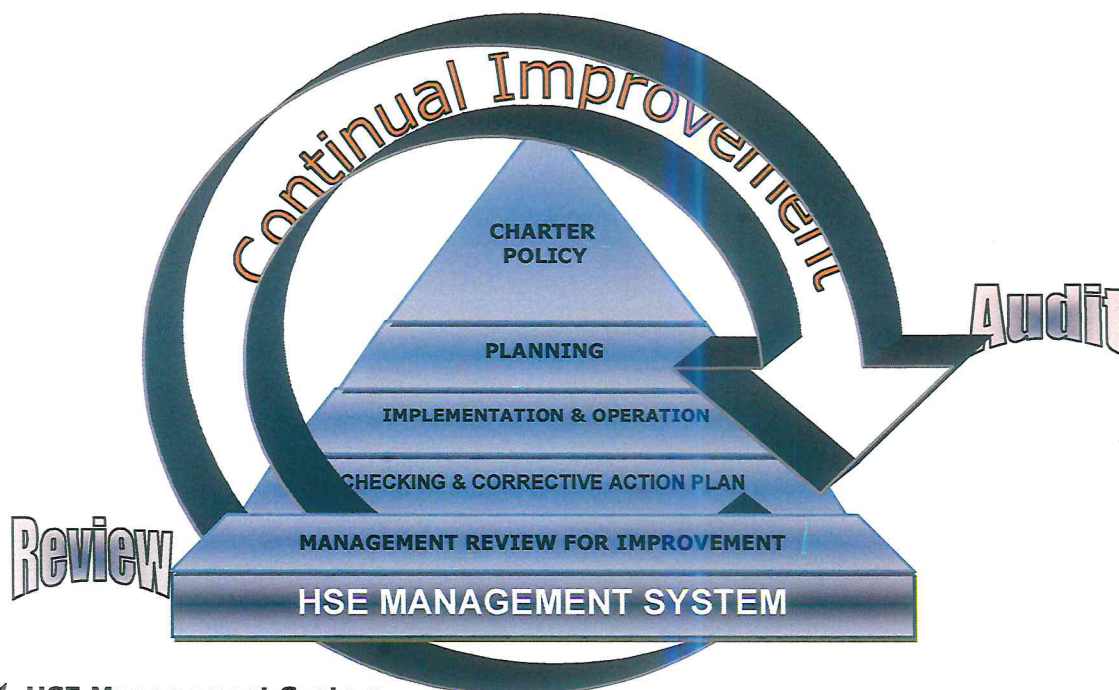 Continual Improvement
CHARTER
POLICY
Audit
PLANNING
IMPLEMENTATION & OPERATION
CHECKING & CORRECTIVE ACTION PLAN
Review
MANAGEMENT REVIEW FOR IMPROVEMENT
HSE MANAGEMENT SYSTEM